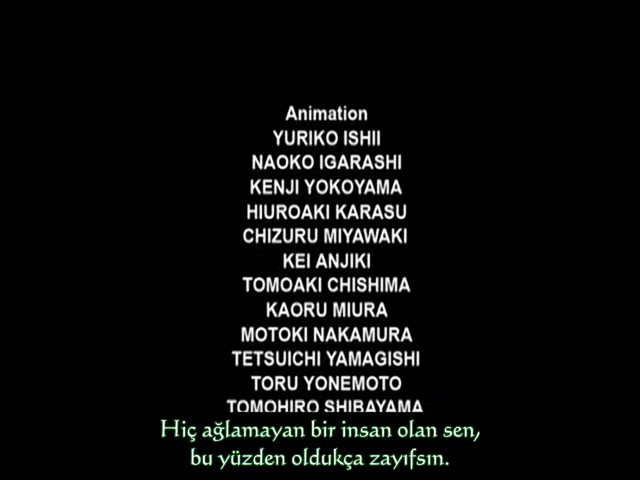 Animation
YURIKO ISHII
NAOKO IGARASHI
KENJI YOKOYAMA
HIUROAKI KARASU
CHIZURU MIYAWAKI
KEI ANJIKI
TOMOAKI CHISHIMA
KAORU MIURA
MOTOKI NAKAMURA
TETSUICHI YAMAGISHI
TORU YONEMOTO
TOMOHIRO SHIBAYAMA
Hiç ağlamayan bir insan olan sen,
bu yüzden oldukça zayıfsın.